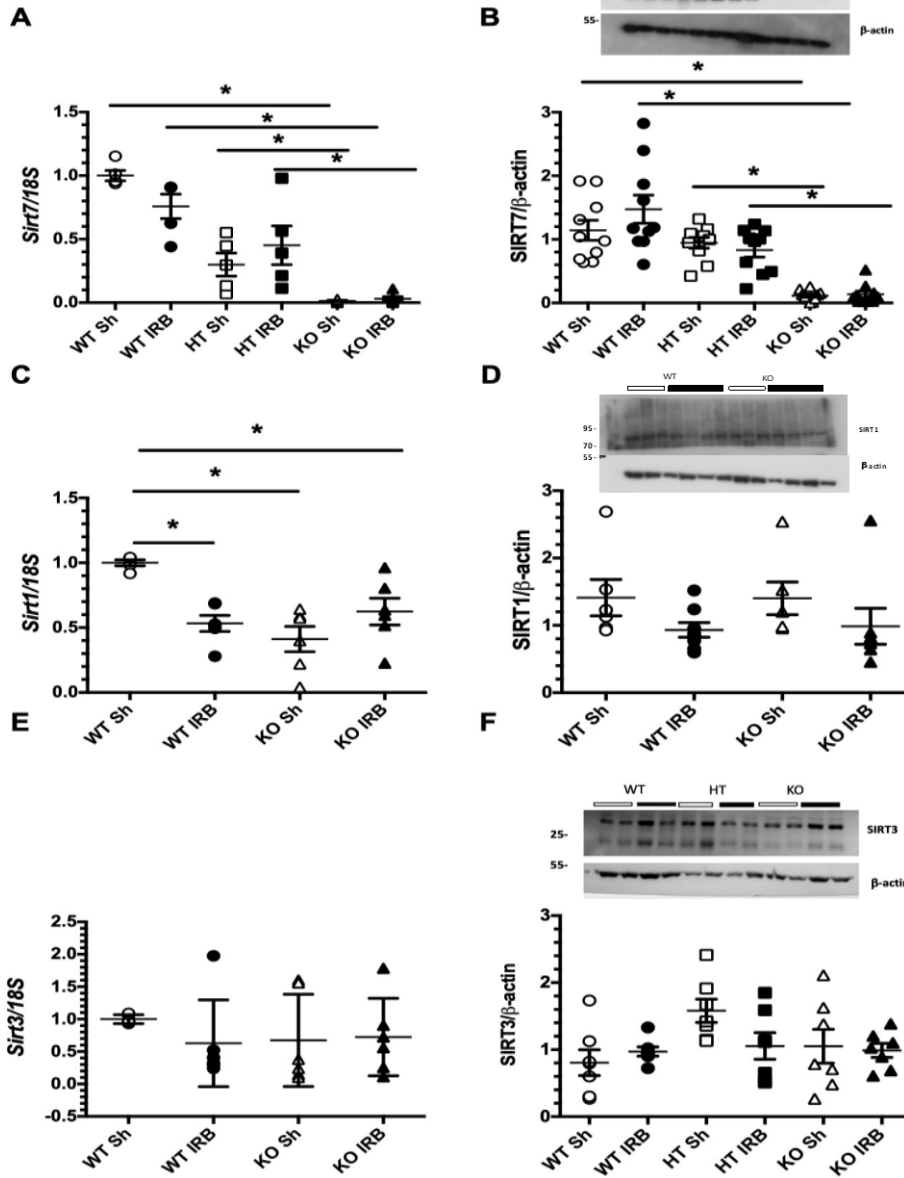 A
*
*
*
*
1.5
1.0
0.5
0.0
Sirt7/18S
WT Sh
WT IRB
HT Sh
HT IRB
KO Sh
KO IRB
B
55-
β-actin
*
*
*
*
3
2
1
0
SIRT7/β-actin
WT Sh
WT IRB
HT Sh
HT IRB
KO Sh
KO IRB
C
*
*
*
1.5
1.0
0.5
0.0
Sirt1/18S
WT Sh
WT IRB
KO Sh
KO IRB
D
WT KO
95-
SIRT1
70-
55-
β-actin
3
2
1
0
SIRT1/β-actin
WT Sh
WT IRB
KO Sh
KO IRB
E
2.5
2.0
1.5
1.0
0.5
0.0
-0.5
Sirt3/18S
WT Sh
WT IRB
KO Sh
KO IRB
F
WT HT KO
25-
SIRT3
55-
β-actin
3
2
1
0
SIRT3/β-actin
WT Sh
WT IRB
HT Sh
HT IRB
KO Sh
KO IRB